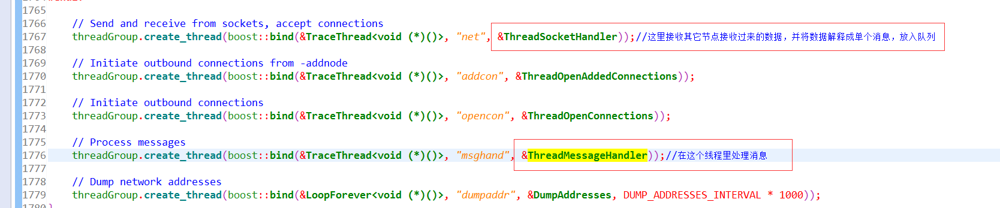 1765
1766 // Send and receive from sockets, accept connections
1767 threadGroup.create_thread(boost::bind(&TraceThread<void (*)()>, "net", &ThreadSocketHandler));//这里接收其它节点接收过来的数据，并将数据解释成单个消息，放入队列
1768
1769 // Initiate outbound connections from -addnode
1770 threadGroup.create_thread(boost::bind(&TraceThread<void (*)()>, "addcon", &ThreadOpenAddedConnections));
1771
1772 // Initiate outbound connections
1773 threadGroup.create_thread(boost::bind(&TraceThread<void (*)()>, "opencon", &ThreadOpenConnections));
1774
1775 // Process messages
1776 threadGroup.create_thread(boost::bind(&TraceThread<void (*)()>, "msghand", &ThreadMessageHandler));//在这个线程里处理消息
1777
1778 // Dump network addresses
1779 threadGroup.create_thread(boost::bind(&LoopForever<void (*)()>, "dumpaddr", &DumpAddresses, DUMP_ADDRESSES_INTERVAL * 1000));
1780 }